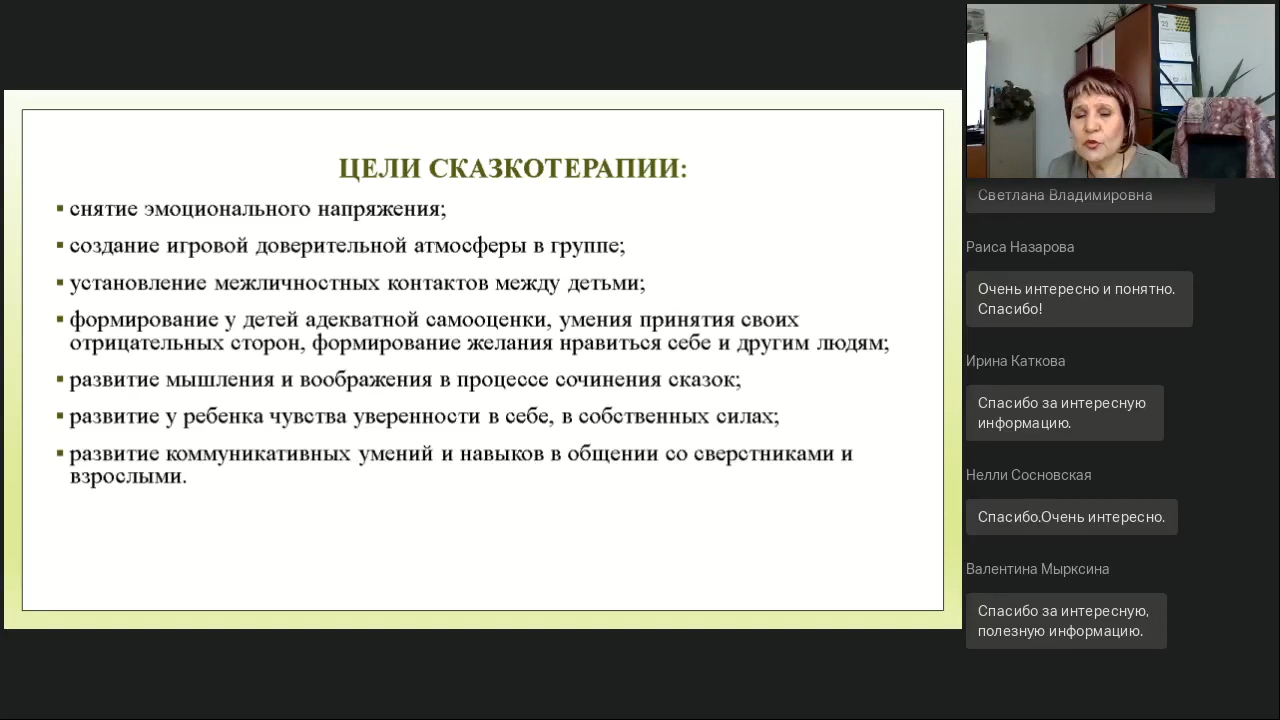 ЦЕЛИ СКАЗКОТЕРАПИИ:
▪ снятие эмоционального напряжения;
▪ создание игровой доверительной атмосферы в группе;
▪ установление межличностных контактов между детьми;
▪ формирование у детей адекватной самооценки, умения принятия своих
отрицательных сторон, формирование желания нравиться себе и другим людям;
▪ развитие мышления и воображения в процессе сочинения сказок;
▪ развитие у ребенка чувства уверенности в себе, в собственных силах;
▪ развитие коммуникативных умений и навыков в общении со сверстниками и
взрослыми.
Светлана Владимировна
Раиса Назарова
Очень интересно и понятно.
Спасибо!
Ирина Каткова
Спасибо за интересную
информацию.
Нелли Сосновская
Спасибо.Очень интересно.
Валентина Мырксина
Спасибо за интересную,
полезную информацию.